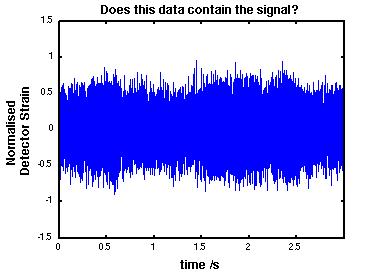 Does this data contain the signal?
Normalised
Detector Strain
1.5
1
0.5
0
-0.5
-1
-1.5
0 0.5 1 1.5 2 2.5
time /s